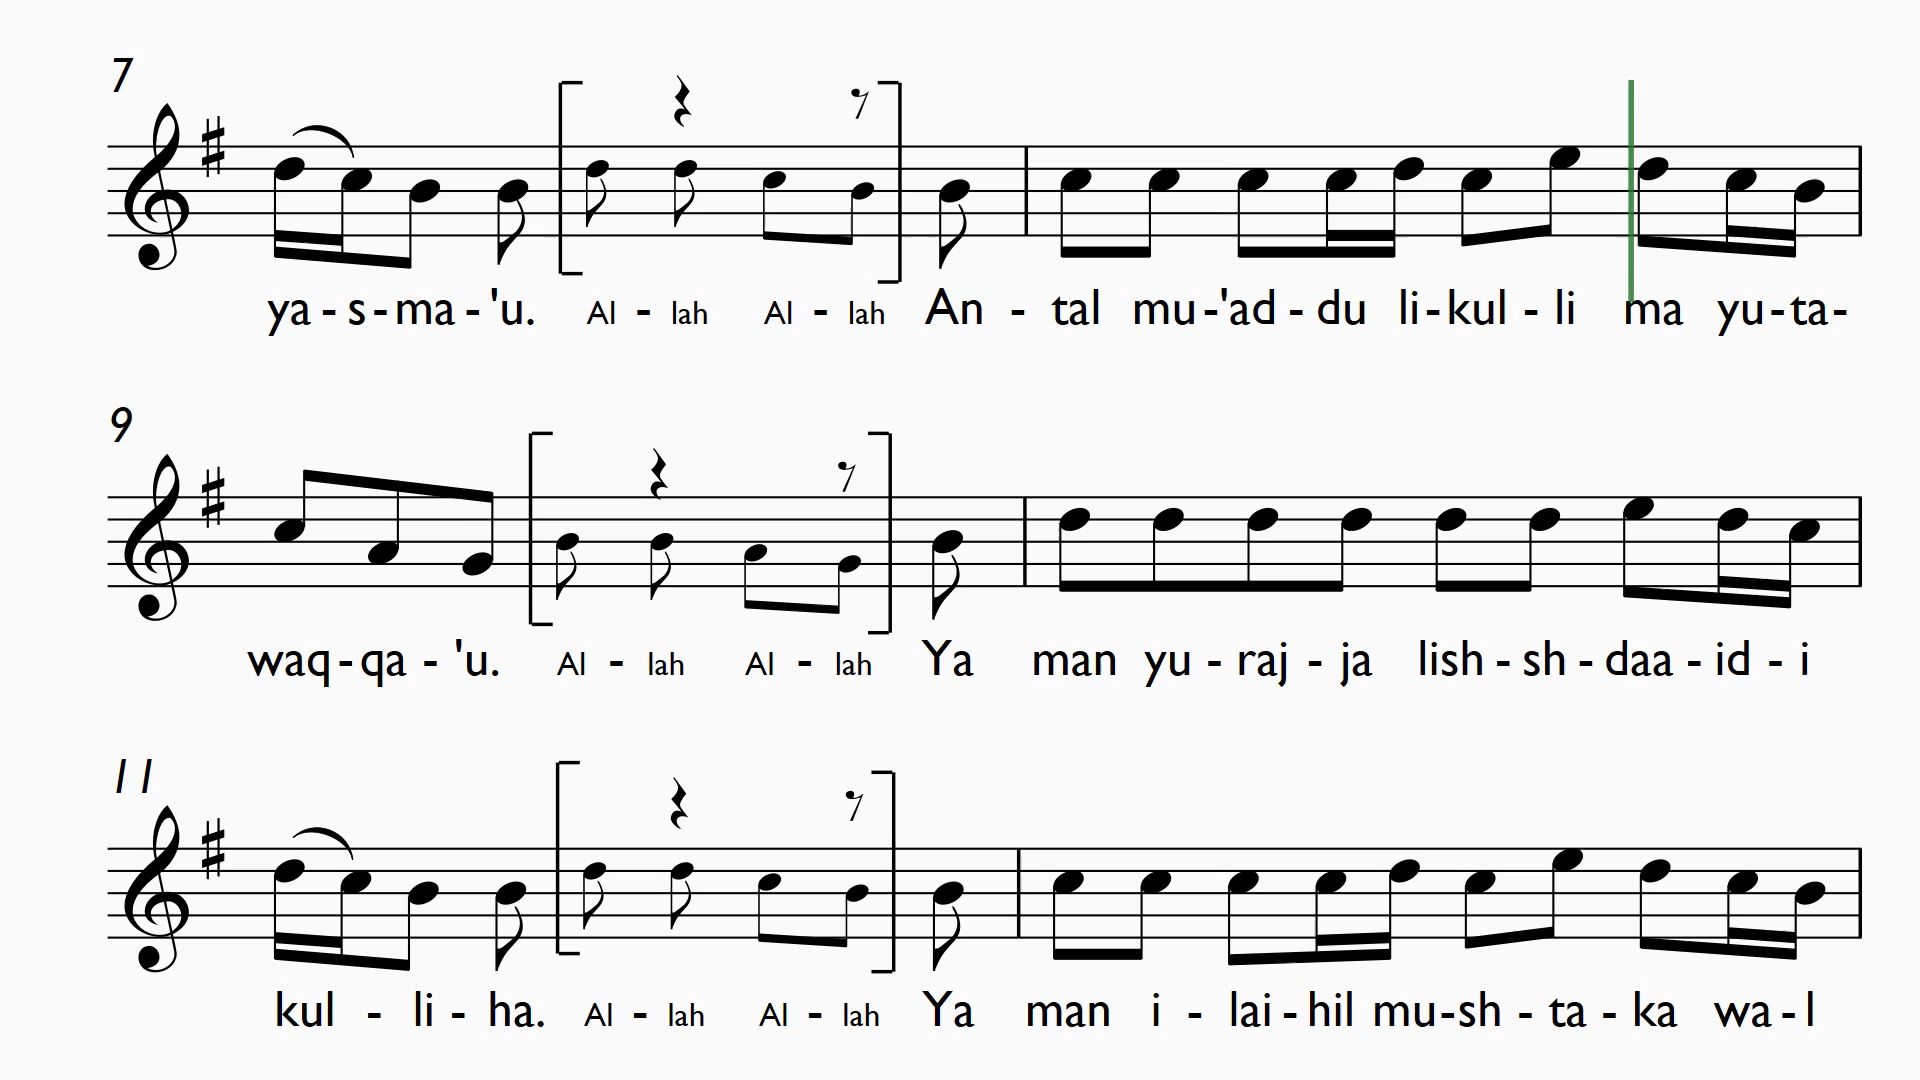 7
ya - s - ma - 'u. Al - lah Al - lah An - tal mu -'ad - du li - kul - li ma yu - ta -
9
waq - qa - 'u. Al - lah Al - lah Ya man yu - raj - ja lish - sh - daa - id - i
11
kul - li - ha. Al - lah Al - lah Ya man i - lai - hil mu - sh - ta - ka wa - l